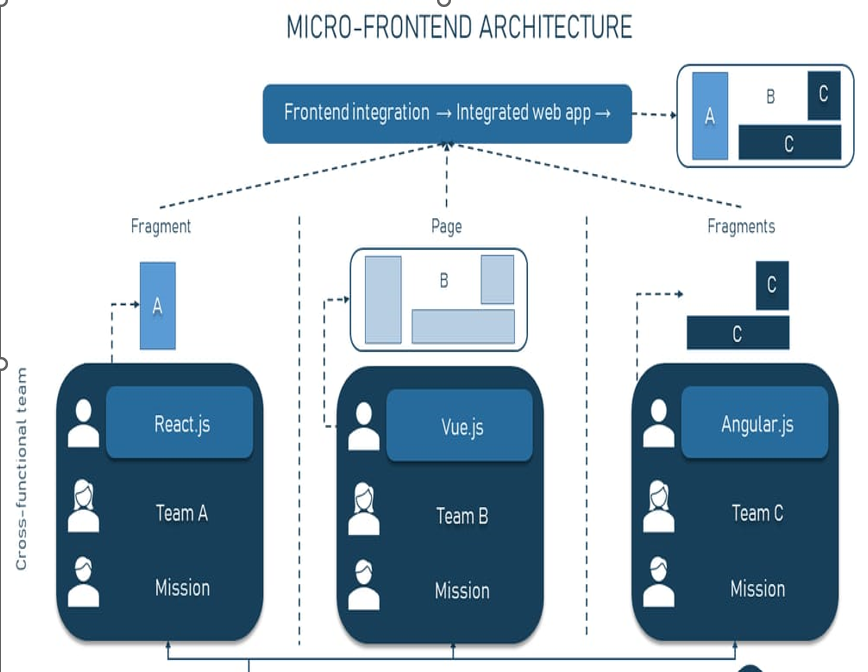 MICRO-FRONTEND ARCHITECTURE
Frontend integration → Integrated web app →
A
B
C
C
Fragment
Page
Fragments
A
B
C
C
Cross-functional team
React.js
Team A
Mission
Vue.js
Team B
Mission
Angular.js
Team C
Mission